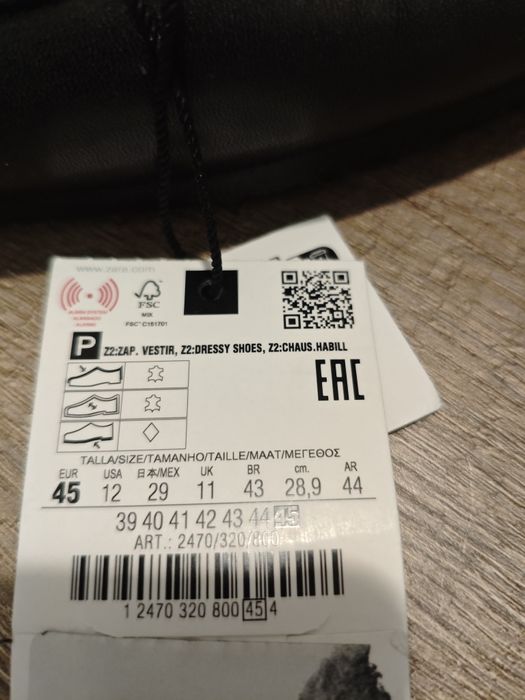 www.zara.com
ALARM SYSTEM
FSC
MIX
FSC® C151701
P Z2:ZAP. VESTIR, Z2:DRESSY SHOES, Z2:CHAUS.HABILL
EAC
TALLA/SIZE/TAMANHO/TAILLE/MAAT/ΜΕΓΕΘΟΣ
EUR USA 日本/MEX UK BR cm. AR
45 12 29 11 43 28,9 44
39 40 41 42 43 44 45
ART.: 2470/320/800
1 2470 320 800 45 4